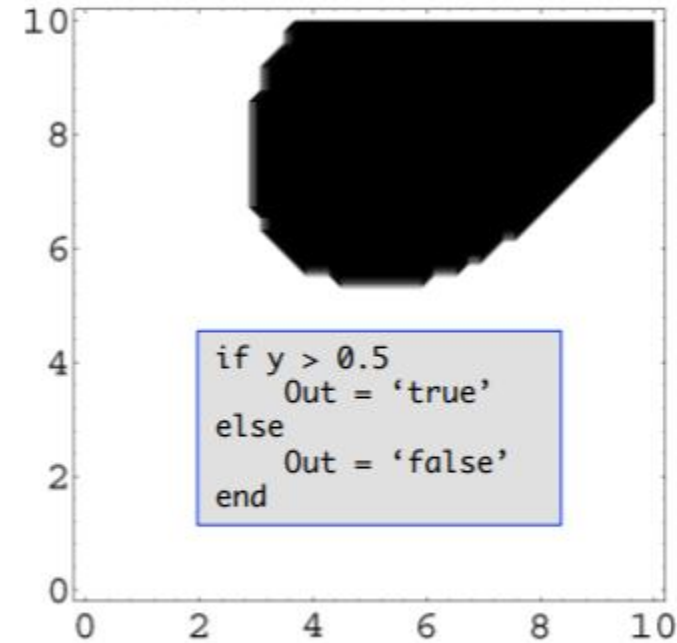 10
8
6
4
2
0
if y > 0.5
    Out = ‘true’
else
    Out = ‘false’
end
0 2 4 6 8 10